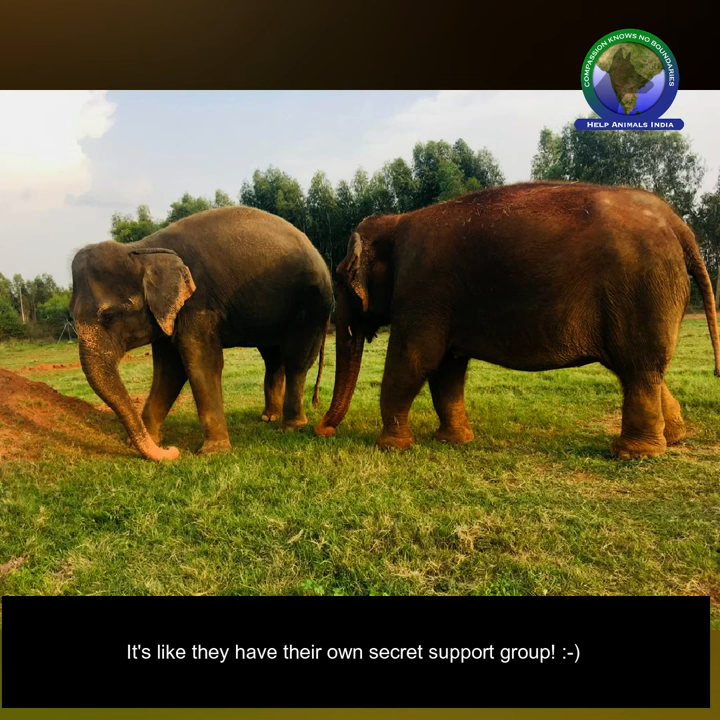 COMPASSION KNOWS NO BOUNDARIES
HELP ANIMALS INDIA
It's like they have their own secret support group! :-)